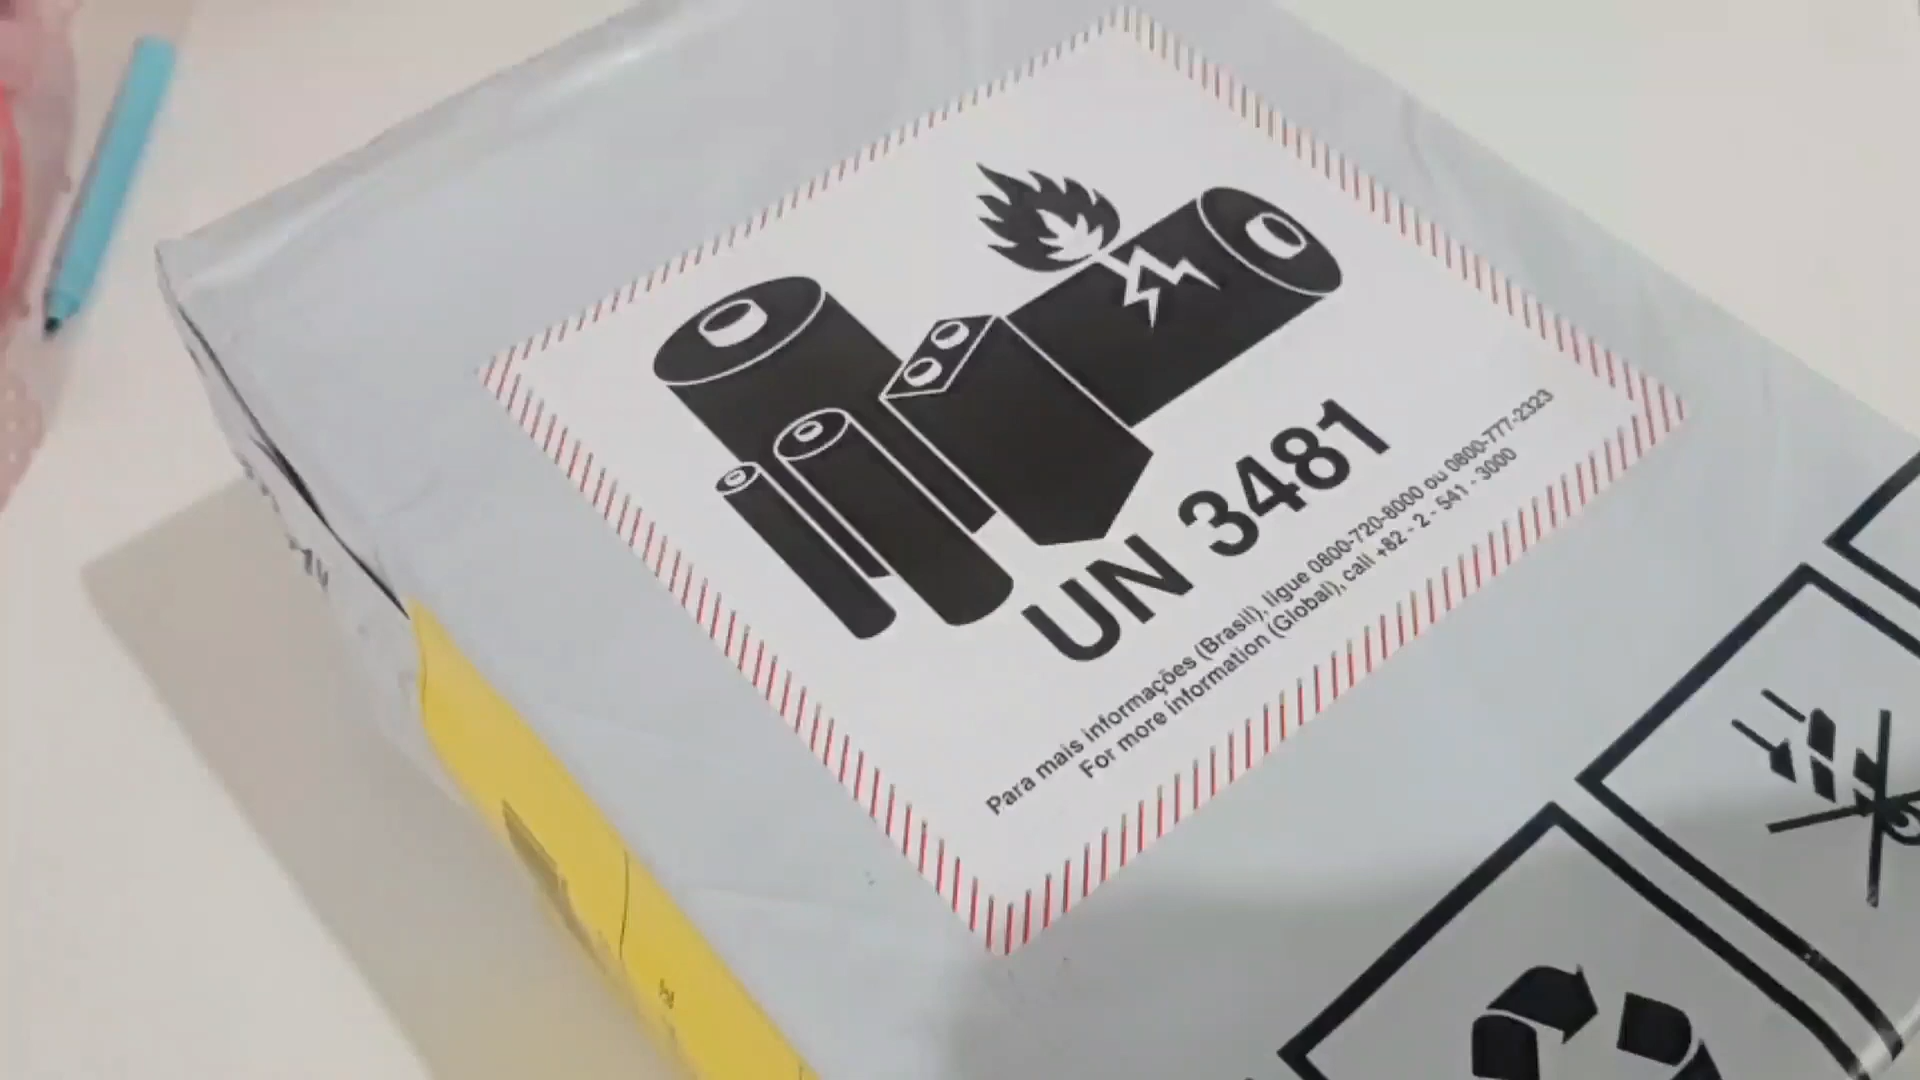 UN 3481
Para mais informações (Brasil), ligue 0800-720-8000 ou 0800-777-2323
For more information (Global), call +82 - 2 - 541 - 3000